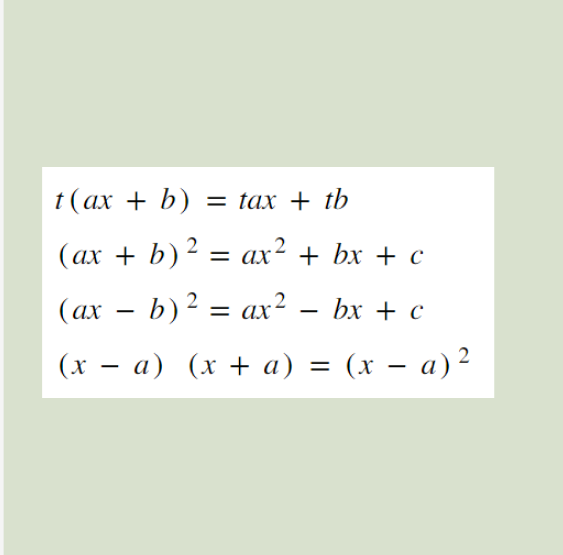 t(ax + b) = tax + tb
(ax + b)² = ax² + bx + c
(ax − b)² = ax² − bx + c
(x − a) (x + a) = (x − a)²